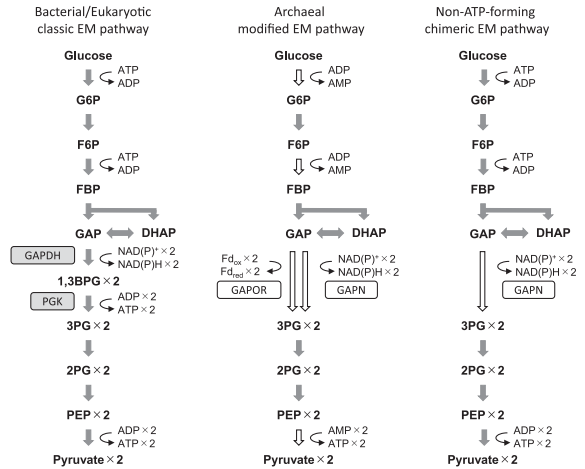 Bacterial/Eukaryotic
classic EM pathway
Glucose
ATP
ADP
G6P
F6P
ATP
ADP
FBP
GAP
DHAP
GAPDH
NAD(P)⁺×2
NAD(P)H×2
1,3BPG×2
PGK
ADP×2
ATP×2
3PG×2
2PG×2
PEP×2
ADP×2
ATP×2
Pyruvate×2
Archaeal
modified EM pathway
Glucose
ADP
AMP
G6P
F6P
ADP
AMP
FBP
GAP
DHAP
Fdox×2
Fdred×2
GAPOR
NAD(P)⁺×2
NAD(P)H×2
GAPN
3PG×2
2PG×2
PEP×2
AMP×2
ATP×2
Pyruvate×2
Non-ATP-forming
chimeric EM pathway
Glucose
ATP
ADP
G6P
F6P
ATP
ADP
FBP
GAP
DHAP
NAD(P)⁺×2
NAD(P)H×2
GAPN
3PG×2
2PG×2
PEP×2
ADP×2
ATP×2
Pyruvate×2